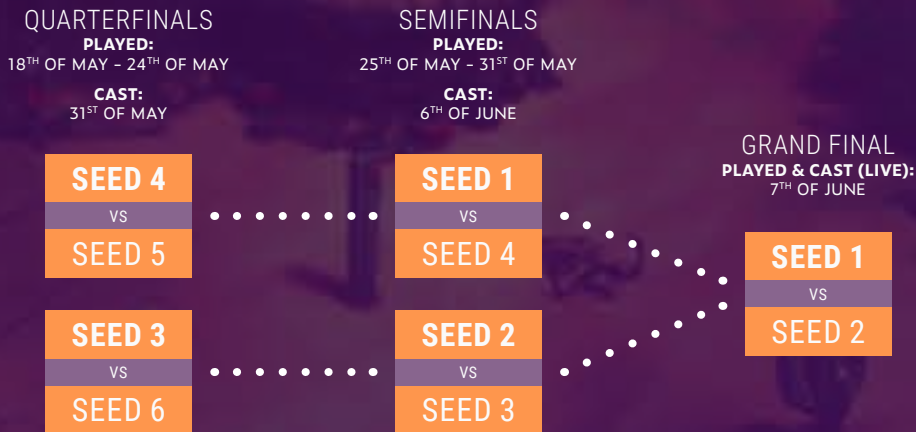 QUARTERFINALS
PLAYED:
18TH OF MAY - 24TH OF MAY
CAST:
31ST OF MAY
SEED 4
VS
SEED 5
SEED 3
VS
SEED 6
SEMIFINALS
PLAYED:
25TH OF MAY - 31ST OF MAY
CAST:
6TH OF JUNE
SEED 1
VS
SEED 4
SEED 2
VS
SEED 3
GRAND FINAL
PLAYED & CAST (LIVE):
7TH OF JUNE
SEED 1
VS
SEED 2